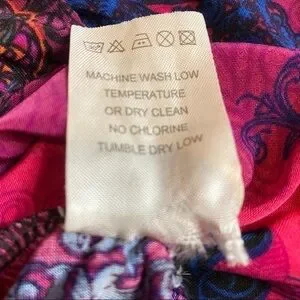 MACHINE WASH LOW
TEMPERATURE
OR DRY CLEAN
NO CHLORINE
TUMBLE DRY LOW